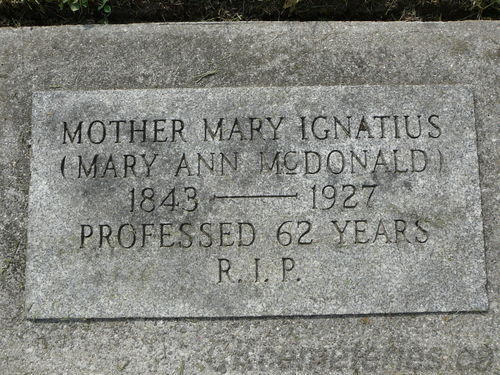 MOTHER MARY IGNATIUS
(MARY ANN McDONALD)
1843 — 1927
PROFESSED 62 YEARS
R.I.P.